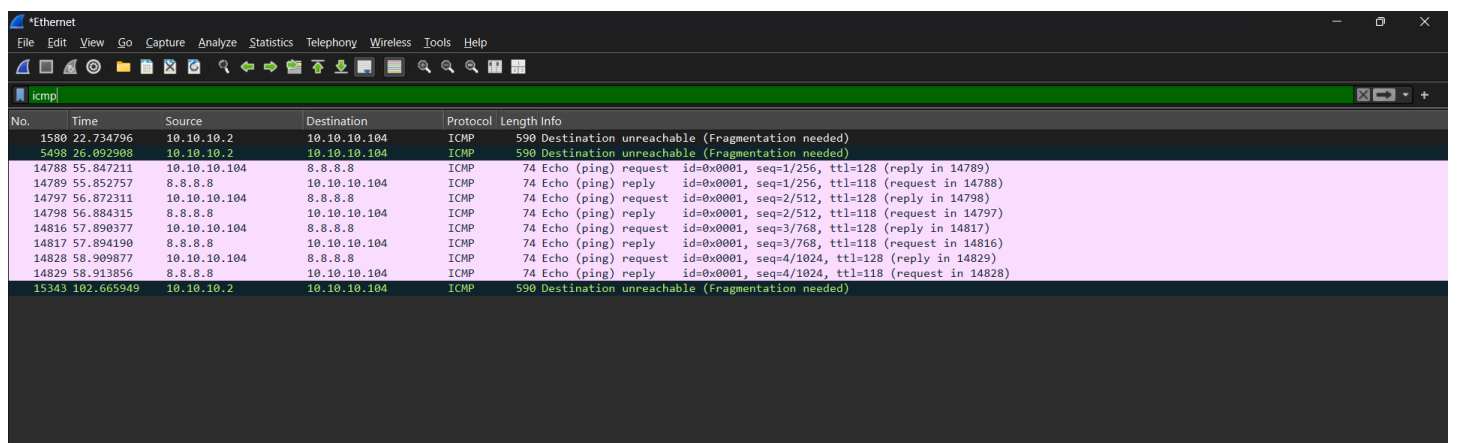 *Ethernet
File Edit View Go Capture Analyze Statistics Telephony Wireless Tools Help
icmp
No. Time Source Destination Protocol Length Info
1580 22.734796 10.10.10.2 10.10.10.104 ICMP 590 Destination unreachable (Fragmentation needed)
5498 26.092908 10.10.10.2 10.10.10.104 ICMP 590 Destination unreachable (Fragmentation needed)
14788 55.847211 10.10.10.104 8.8.8.8 ICMP 74 Echo (ping) request id=0x0001, seq=1/256, ttl=128 (reply in 14789)
14789 55.852757 8.8.8.8 10.10.10.104 ICMP 74 Echo (ping) reply id=0x0001, seq=1/256, ttl=118 (request in 14788)
14797 56.872311 10.10.10.104 8.8.8.8 ICMP 74 Echo (ping) request id=0x0001, seq=2/512, ttl=128 (reply in 14798)
14798 56.884315 8.8.8.8 10.10.10.104 ICMP 74 Echo (ping) reply id=0x0001, seq=2/512, ttl=118 (request in 14797)
14816 57.890377 10.10.10.104 8.8.8.8 ICMP 74 Echo (ping) request id=0x0001, seq=3/768, ttl=128 (reply in 14817)
14817 57.894190 8.8.8.8 10.10.10.104 ICMP 74 Echo (ping) reply id=0x0001, seq=3/768, ttl=118 (request in 14816)
14828 58.909877 10.10.10.104 8.8.8.8 ICMP 74 Echo (ping) request id=0x0001, seq=4/1024, ttl=128 (reply in 14829)
14829 58.913856 8.8.8.8 10.10.10.104 ICMP 74 Echo (ping) reply id=0x0001, seq=4/1024, ttl=118 (request in 14828)
15343 102.665949 10.10.10.2 10.10.10.104 ICMP 590 Destination unreachable (Fragmentation needed)